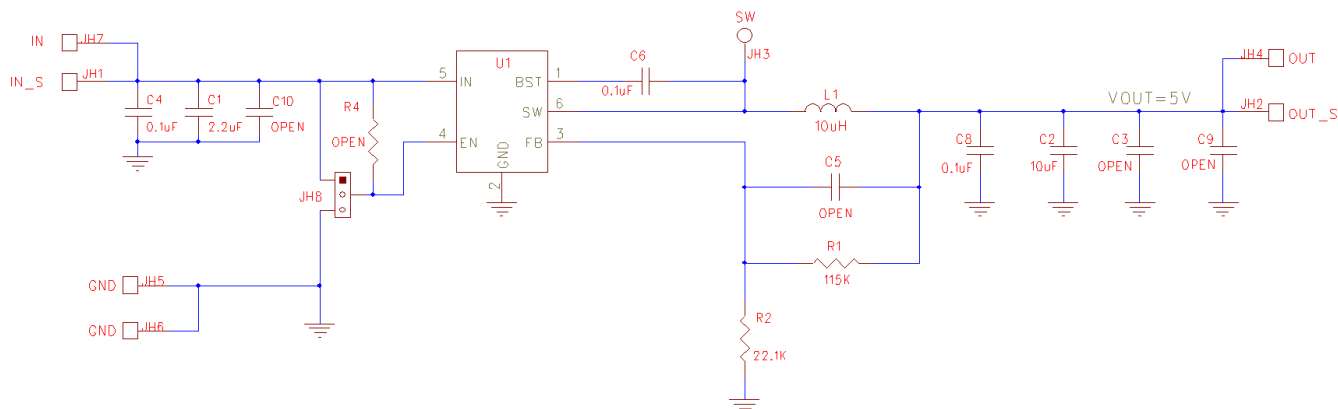 SW
IN
JH7
IN_S
JH1
C4
0.1uF
C1
2.2uF
C10
OPEN
R4
OPEN
U1
5
IN
BST
1
SW
6
4
EN
FB
3
GND
2
C6
0.1uF
JH3
L1
10uH
VOUT=5V
JH4
OUT
JH2
OUT_S
C8
0.1uF
C2
10uF
C3
OPEN
C9
OPEN
C5
OPEN
R1
115K
R2
22.1K
JH8
GND
JH5
GND
JH6